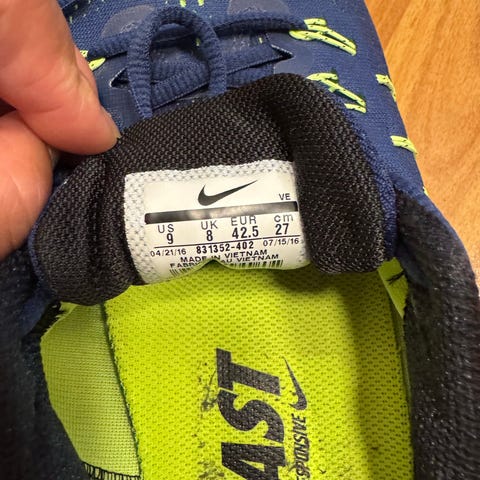 VE
US UK EUR cm
9 8 42.5 27
04/21/16 831352-402 07/15/16
MADE IN VIETNAM
VIETNAM
AST